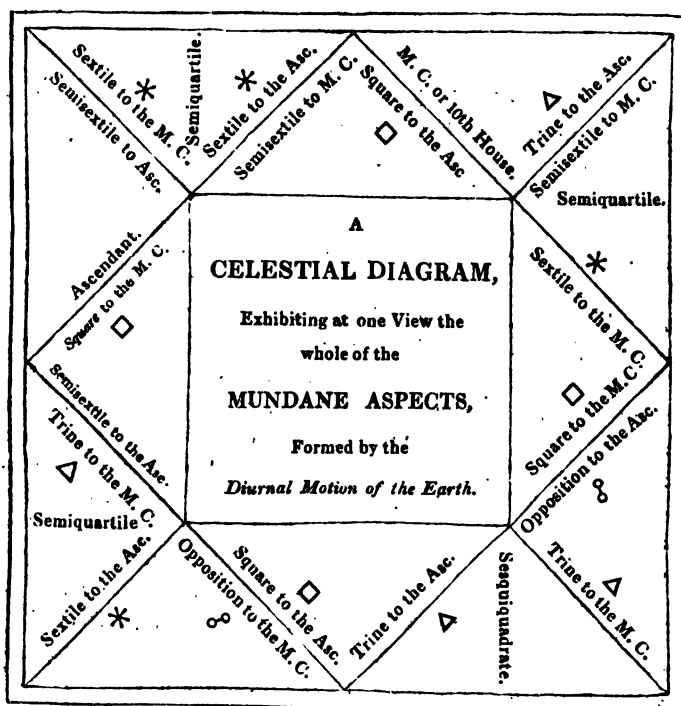 Sextile to the M. C.
Semisextile to Asc.
Semiquartile.
Sextile to the Asc.
Semisextile to M. C.
M. C. or 10th House.
Square to the Asc
Trine to the Asc.
Semisextile to M. C.
Semiquartile.
Sextile to the M. C.
Ascendant.
Square to the M. C.
A
CELESTIAL DIAGRAM,
Exhibiting at one View the
whole of the
MUNDANE ASPECTS,
Formed by the
Diurnal Motion of the Earth.
Square to the M. C.
Opposition to the Asc.
Semisextile to the Asc.
Trine to the M. C.
Semiquartile
Sextile to the Asc.
Opposition to the M. C.
Square to the Asc.
Trine to the Asc.
Sesquiquadrate.
Trine to the M. C.